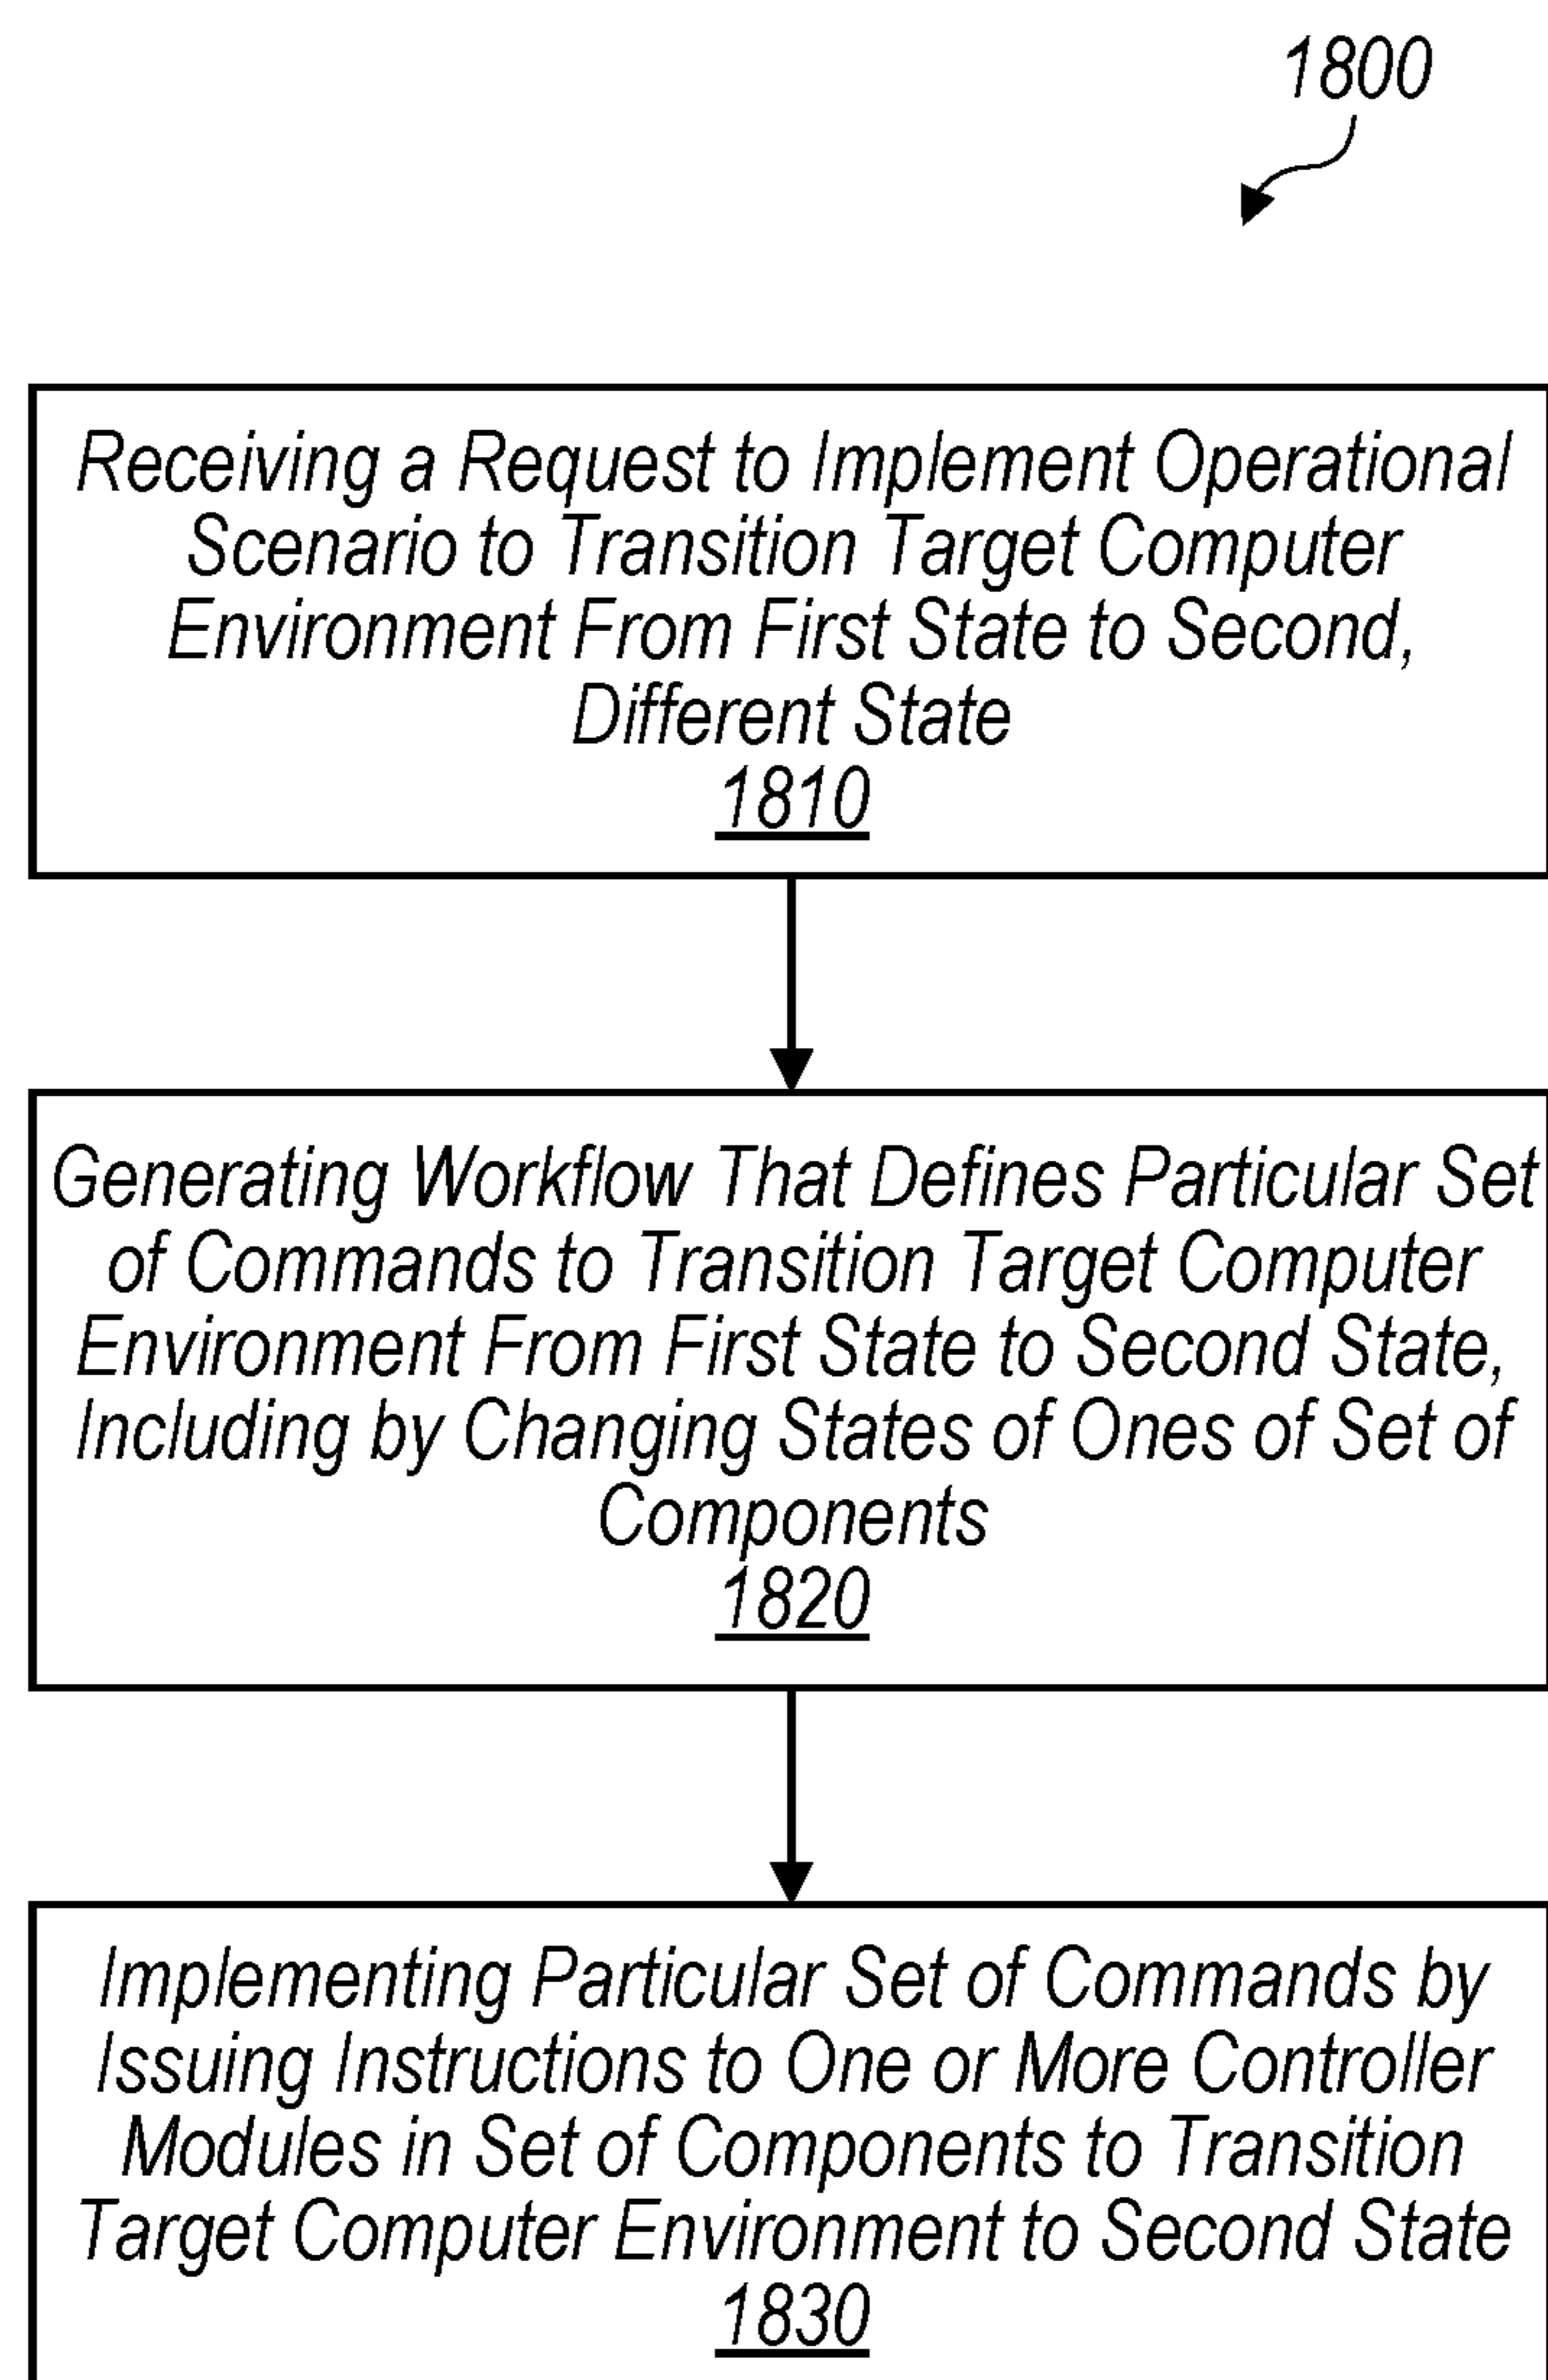 1800
Receiving a Request to Implement Operational
Scenario to Transition Target Computer
Environment From First State to Second,
Different State
1810
Generating Workflow That Defines Particular Set
of Commands to Transition Target Computer
Environment From First State to Second State,
Including by Changing States of Ones of Set of
Components
1820
Implementing Particular Set of Commands by
Issuing Instructions to One or More Controller
Modules in Set of Components to Transition
Target Computer Environment to Second State
1830